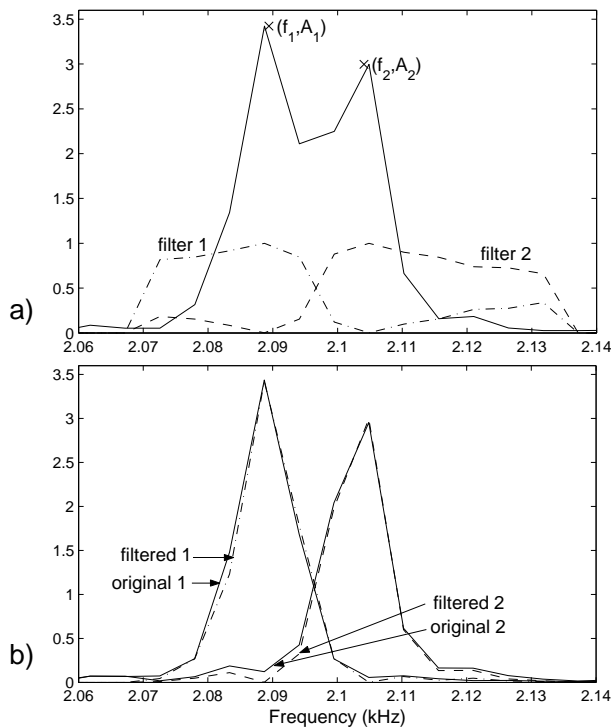 a)
3.5
3
2.5
2
1.5
1
0.5
0
(f₁,A₁)
(f₂,A₂)
filter 1
filter 2
2.06 2.07 2.08 2.09 2.1 2.11 2.12 2.13 2.14
b)
3.5
3
2.5
2
1.5
1
0.5
0
filtered 1
original 1
filtered 2
original 2
2.06 2.07 2.08 2.09 2.1 2.11 2.12 2.13 2.14
Frequency (kHz)